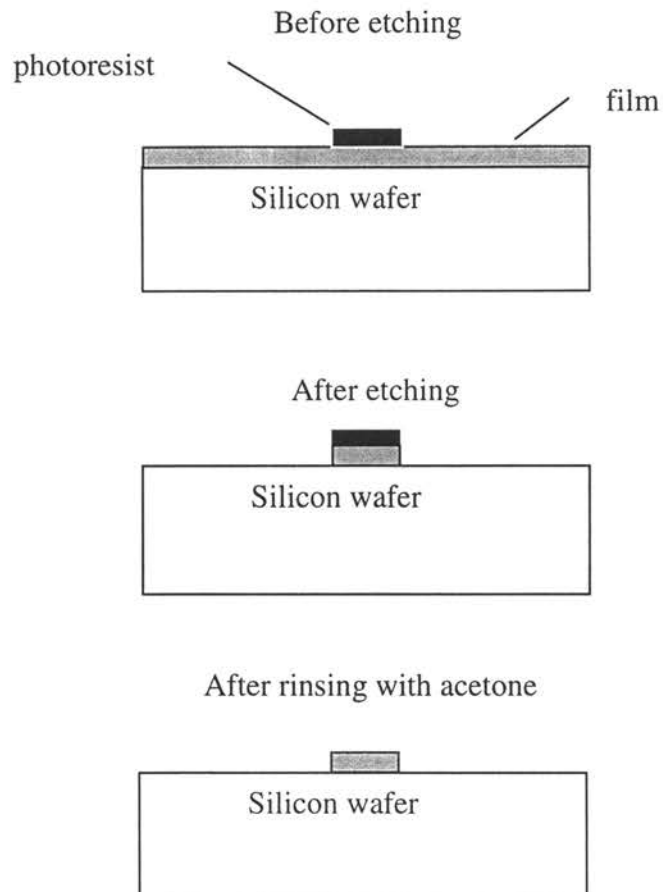 Before etching
photoresist
film
Silicon wafer
After etching
Silicon wafer
After rinsing with acetone
Silicon wafer